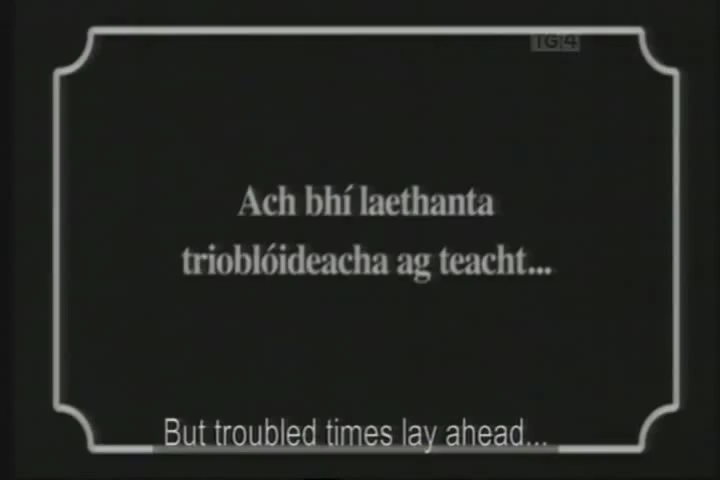 TG4
Ach bhí laethanta
trioblóideacha ag teacht...
But troubled times lay ahead...